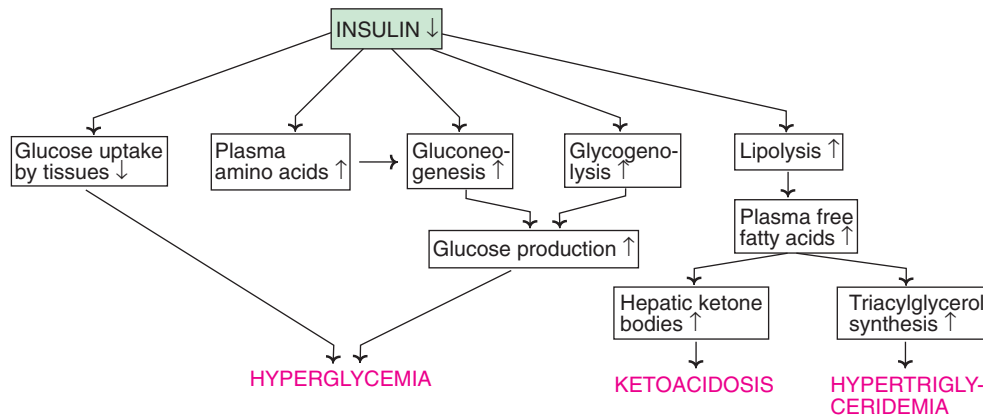 INSULIN ↓
Glucose uptake
by tissues ↓
Plasma
amino acids ↑
Gluconeo-
genesis ↑
Glycogeno-
lysis ↑
Lipolysis ↑
Glucose production ↑
Plasma free
fatty acids ↑
Hepatic ketone
bodies ↑
Triacylglycerol
synthesis ↑
HYPERGLYCEMIA
KETOACIDOSIS
HYPERTRIGLY-
CERIDEMIA